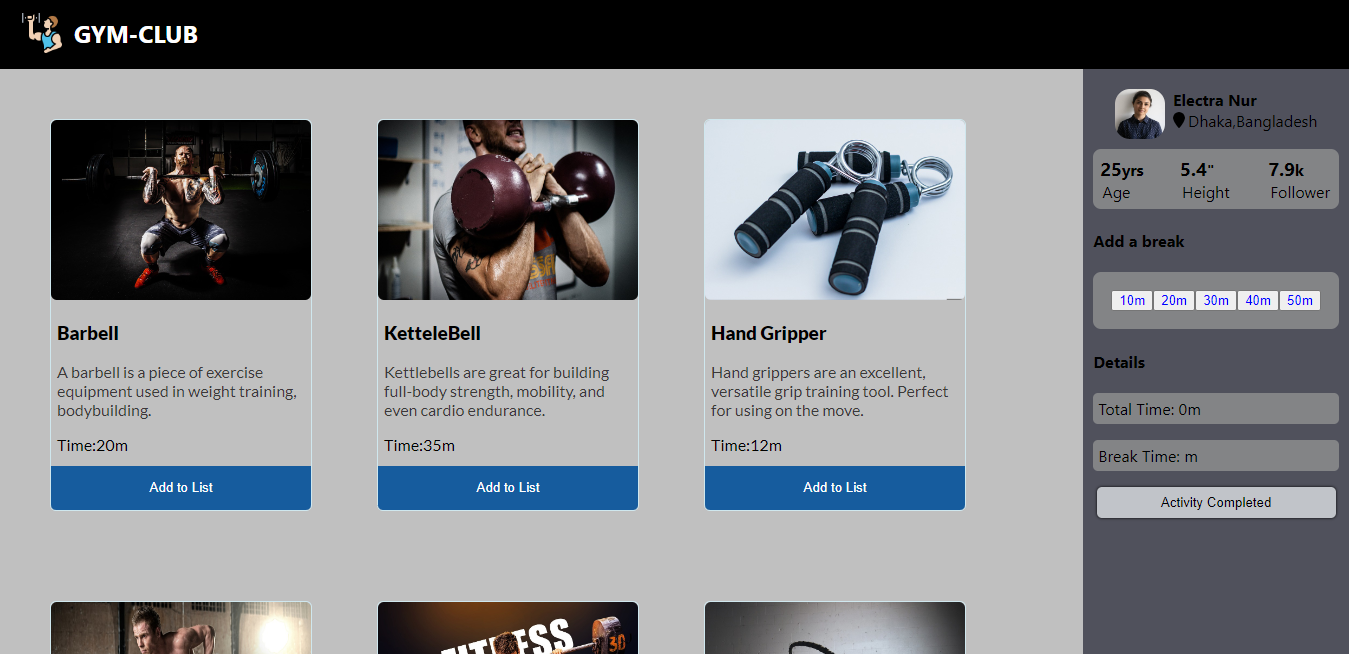 GYM-CLUB
Barbell
A barbell is a piece of exercise
equipment used in weight training,
bodybuilding.
Time:20m
Add to List
KetteleBell
Kettlebells are great for building
full-body strength, mobility, and
even cardio endurance.
Time:35m
Add to List
Hand Gripper
Hand grippers are an excellent,
versatile grip training tool. Perfect
for using on the move.
Time:12m
Add to List
FITNESS
3D
Electra Nur
Dhaka,Bangladesh
25yrs 5.4" 7.9k
Age Height Follower
Add a break
10m 20m 30m 40m 50m
Details
Total Time: 0m
Break Time: m
Activity Completed